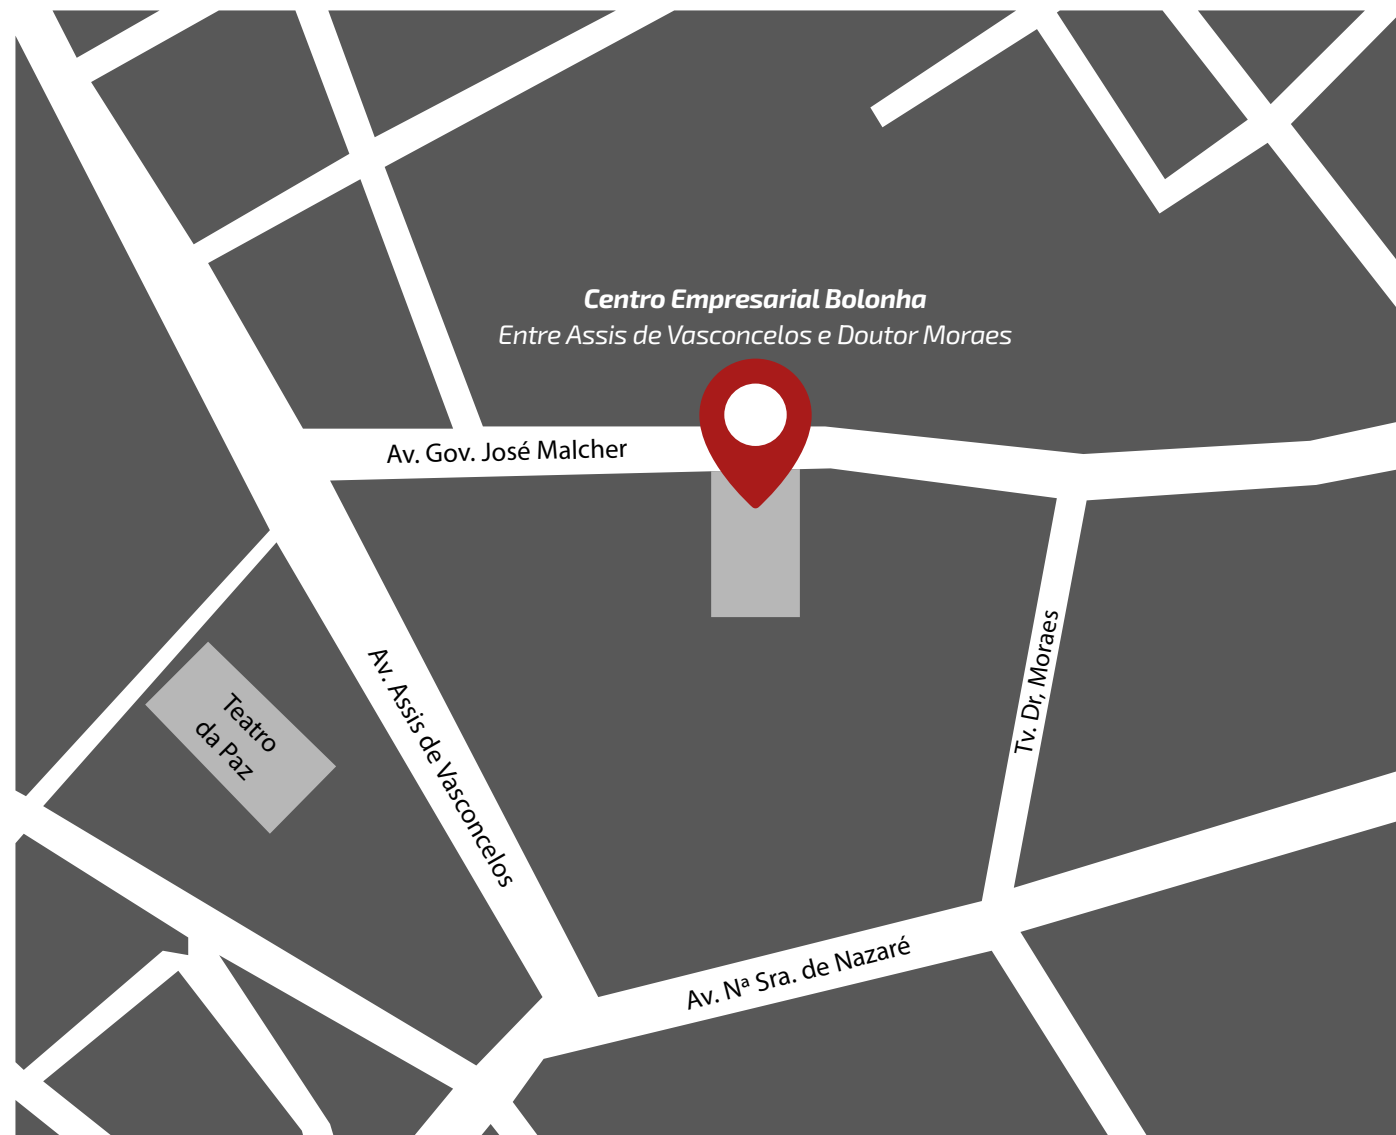 Centro Empresarial Bolonha
Entre Assis de Vasconcelos e Doutor Moraes
Av. Gov. José Malcher
Av. Assis de Vasconcelos
Teatro
da Paz
Tv. Dr, Moraes
Av. Nª Sra. de Nazaré